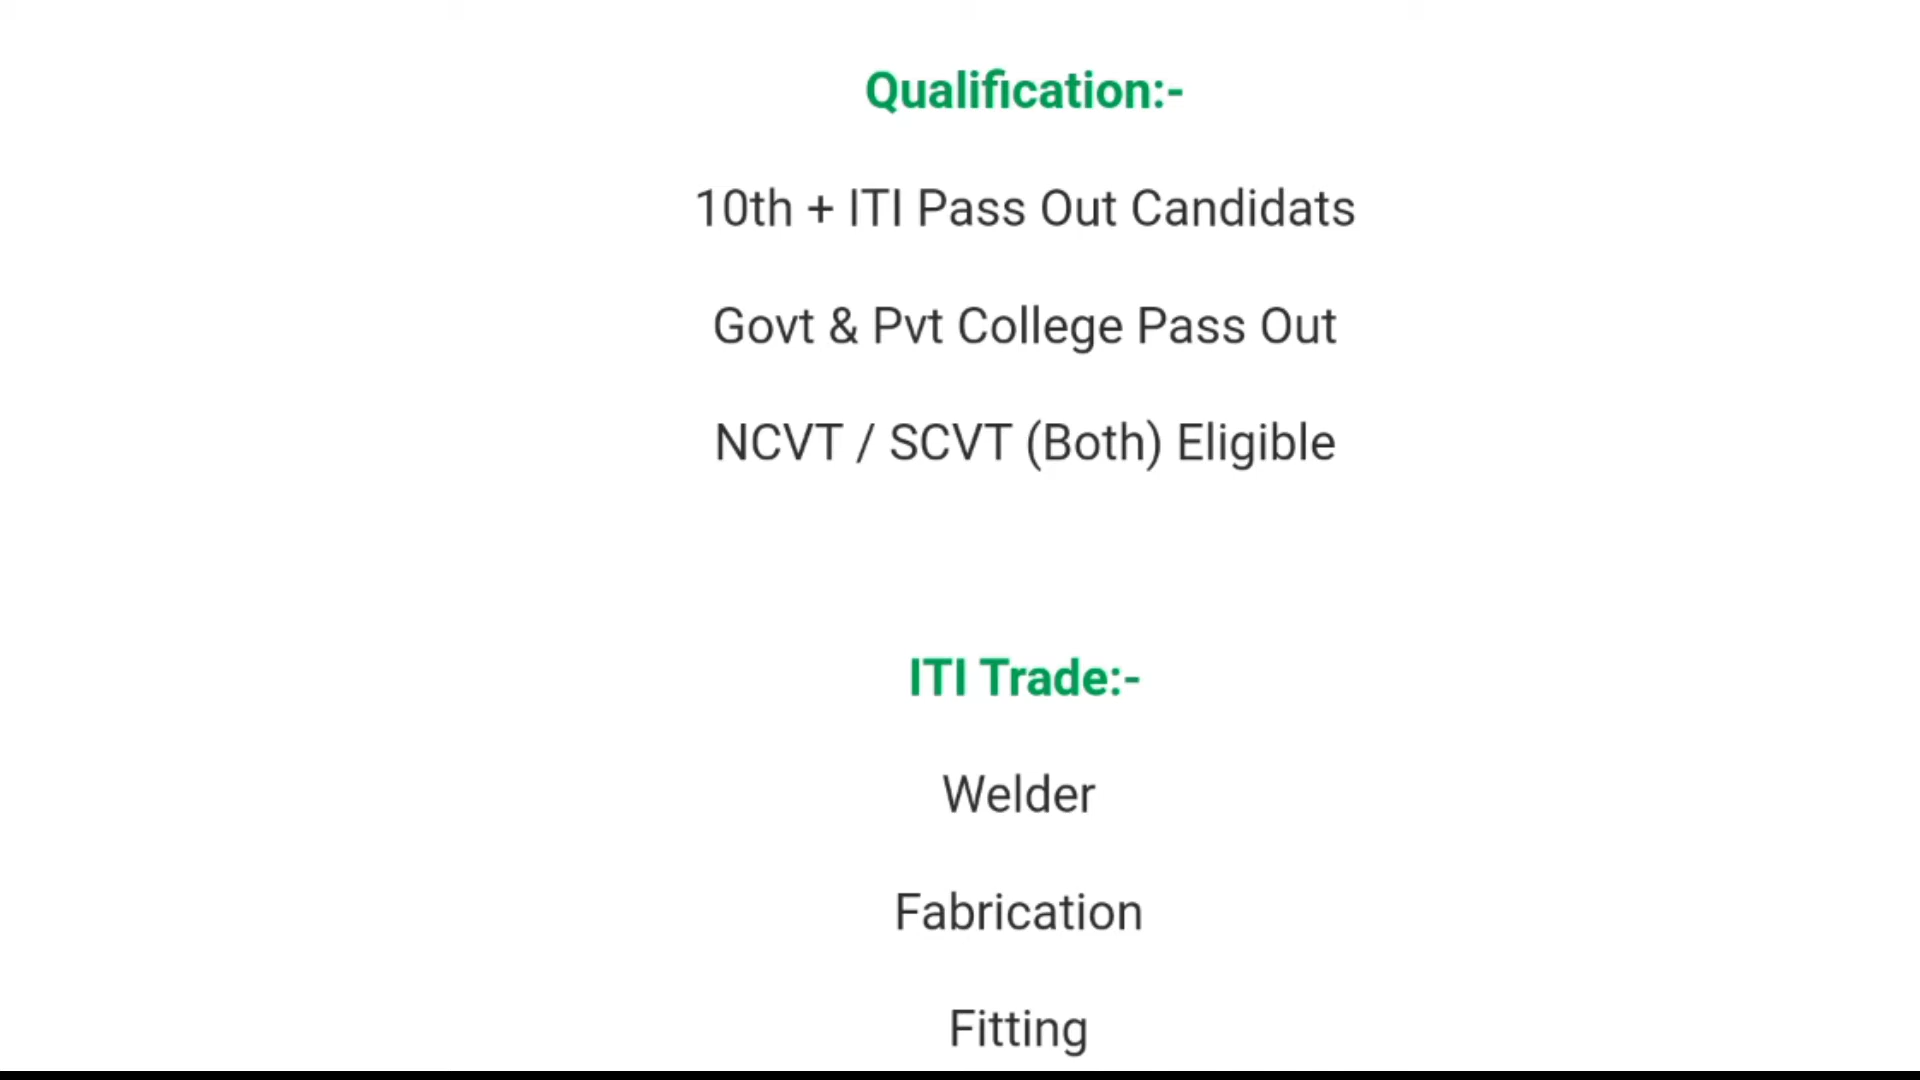 Qualification:-
10th + ITI Pass Out Candidats
Govt & Pvt College Pass Out
NCVT / SCVT (Both) Eligible
ITI Trade:-
Welder
Fabrication
Fitting